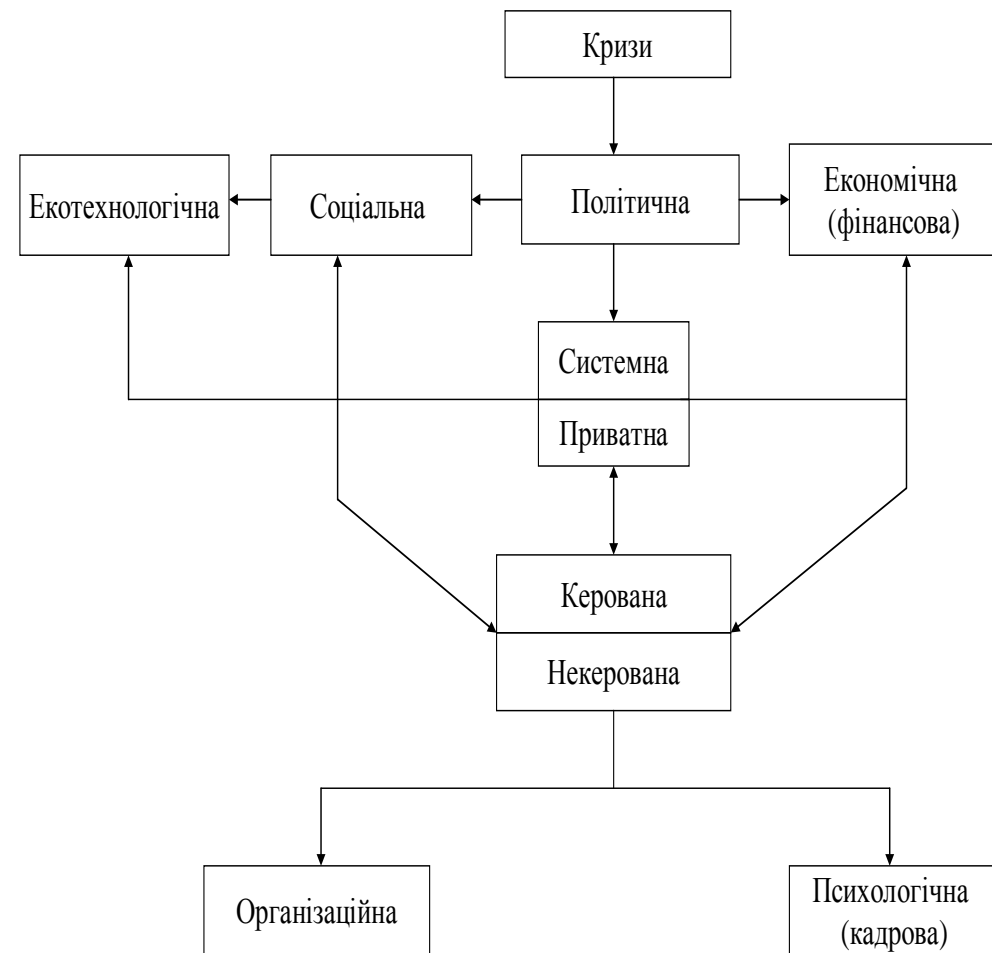 Кризи
Екотехнологічна
Соціальна
Політична
Економічна
(фінансова)
Системна
Приватна
Керована
Некерована
Організаційна
Психологічна
(кадрова)